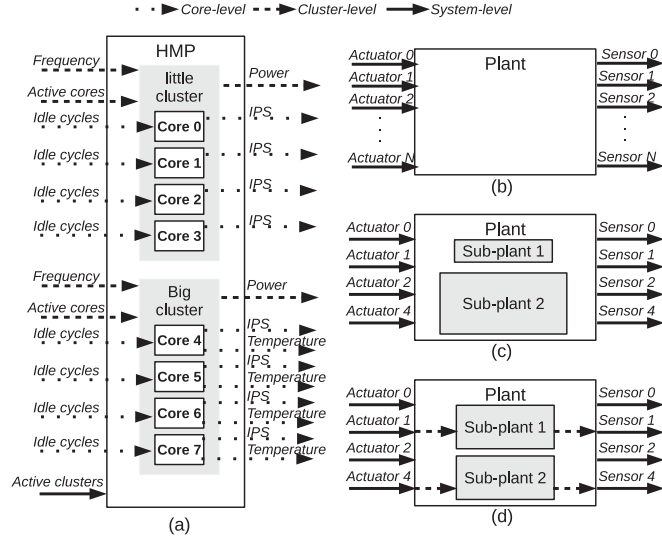 Core-level Cluster-level System-level
HMP
Frequency
little
cluster
Power
Active cores
Idle cycles Core 0 IPS
Idle cycles Core 1 IPS
Idle cycles Core 2 IPS
Idle cycles Core 3 IPS
Frequency
Big
cluster
Power
Active cores
Idle cycles Core 4 IPS
Temperature
Idle cycles Core 5 IPS
Temperature
Idle cycles Core 6 IPS
Temperature
Idle cycles Core 7 IPS
Temperature
Active clusters
(a)
Plant
Actuator 0 Sensor 0
Actuator 1 Sensor 1
Actuator 2 Sensor 2
Actuator N Sensor N
(b)
Plant
Actuator 0 Sensor 0
Sub-plant 1
Actuator 1 Sensor 1
Actuator 2 Sensor 2
Sub-plant 2
Actuator 4 Sensor 4
(c)
Plant
Actuator 0 Sensor 0
Actuator 1 Sub-plant 1 Sensor 1
Actuator 2 Sensor 2
Actuator 4 Sub-plant 2 Sensor 4
(d)